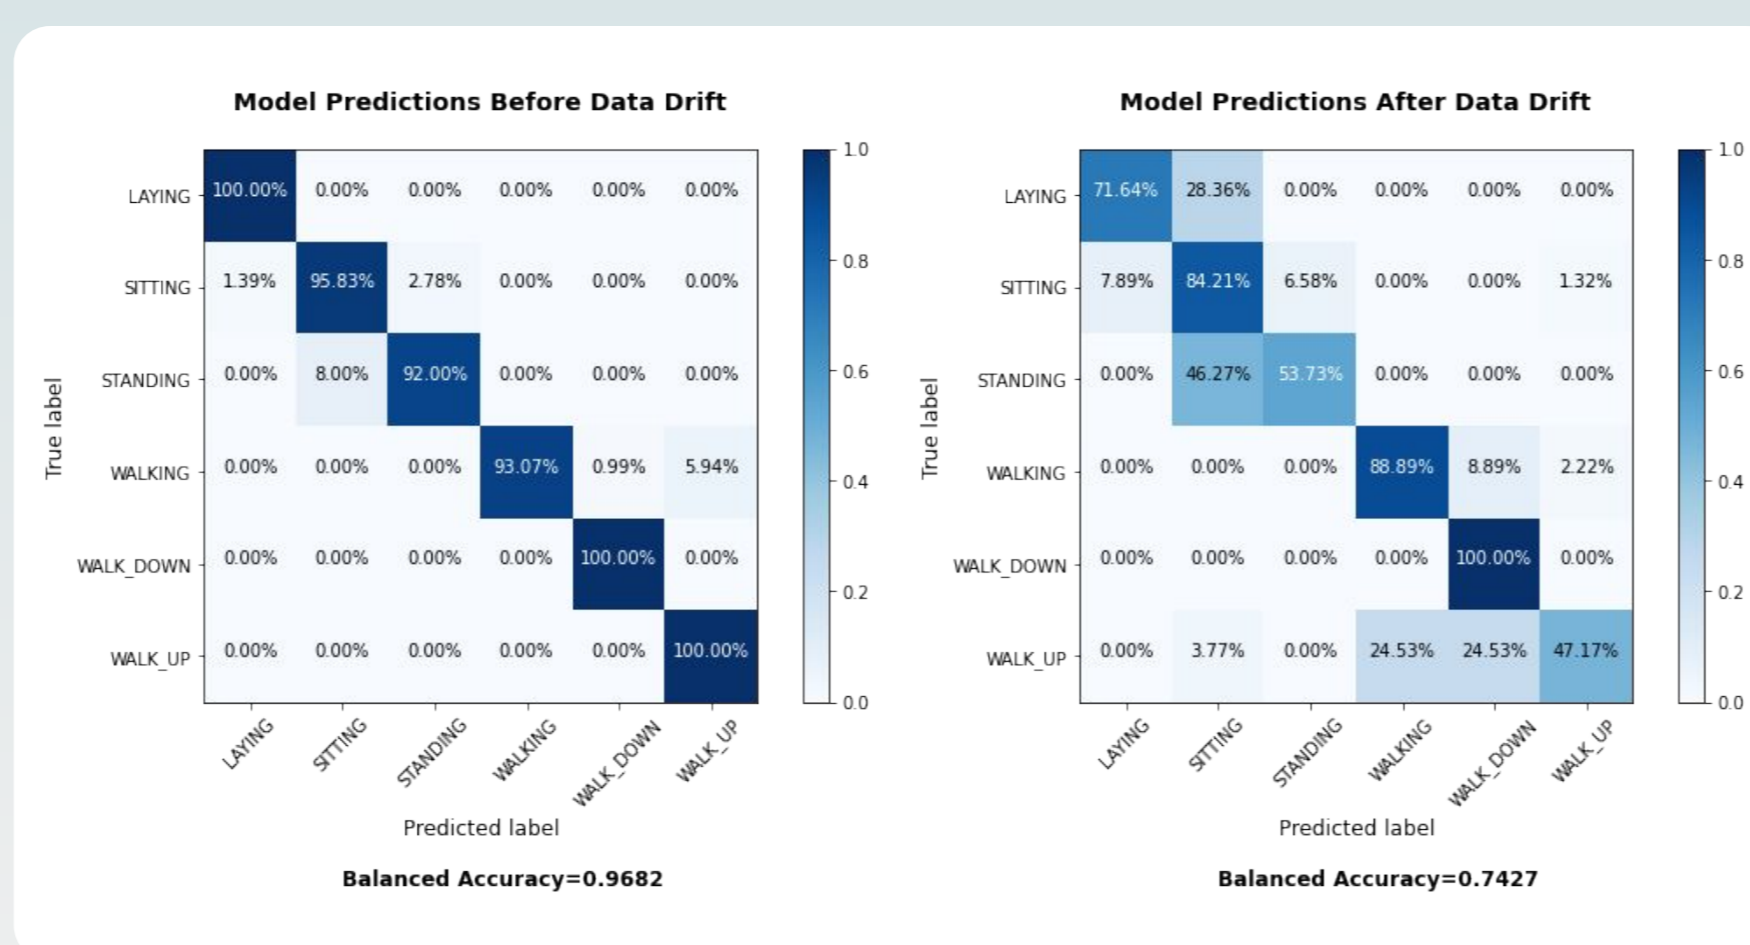 Model Predictions Before Data Drift
1.0
LAYING 100.00% 0.00% 0.00% 0.00% 0.00% 0.00%
0.8
SITTING 1.39% 95.83% 2.78% 0.00% 0.00% 0.00%
STANDING 0.00% 8.00% 92.00% 0.00% 0.00% 0.00%
0.6
True label
WALKING 0.00% 0.00% 0.00% 93.07% 0.99% 5.94%
0.4
WALK_DOWN 0.00% 0.00% 0.00% 0.00% 100.00% 0.00%
0.2
WALK_UP 0.00% 0.00% 0.00% 0.00% 0.00% 100.00%
0.0
LAYING SITTING STANDING WALKING WALK_DOWN WALK_UP
Predicted label
Balanced Accuracy=0.9682
Model Predictions After Data Drift
1.0
LAYING 71.64% 28.36% 0.00% 0.00% 0.00% 0.00%
0.8
SITTING 7.89% 84.21% 6.58% 0.00% 0.00% 1.32%
STANDING 0.00% 46.27% 53.73% 0.00% 0.00% 0.00%
0.6
True label
WALKING 0.00% 0.00% 0.00% 88.89% 8.89% 2.22%
0.4
WALK_DOWN 0.00% 0.00% 0.00% 0.00% 100.00% 0.00%
0.2
WALK_UP 0.00% 3.77% 0.00% 24.53% 24.53% 47.17%
0.0
LAYING SITTING STANDING WALKING WALK_DOWN WALK_UP
Predicted label
Balanced Accuracy=0.7427